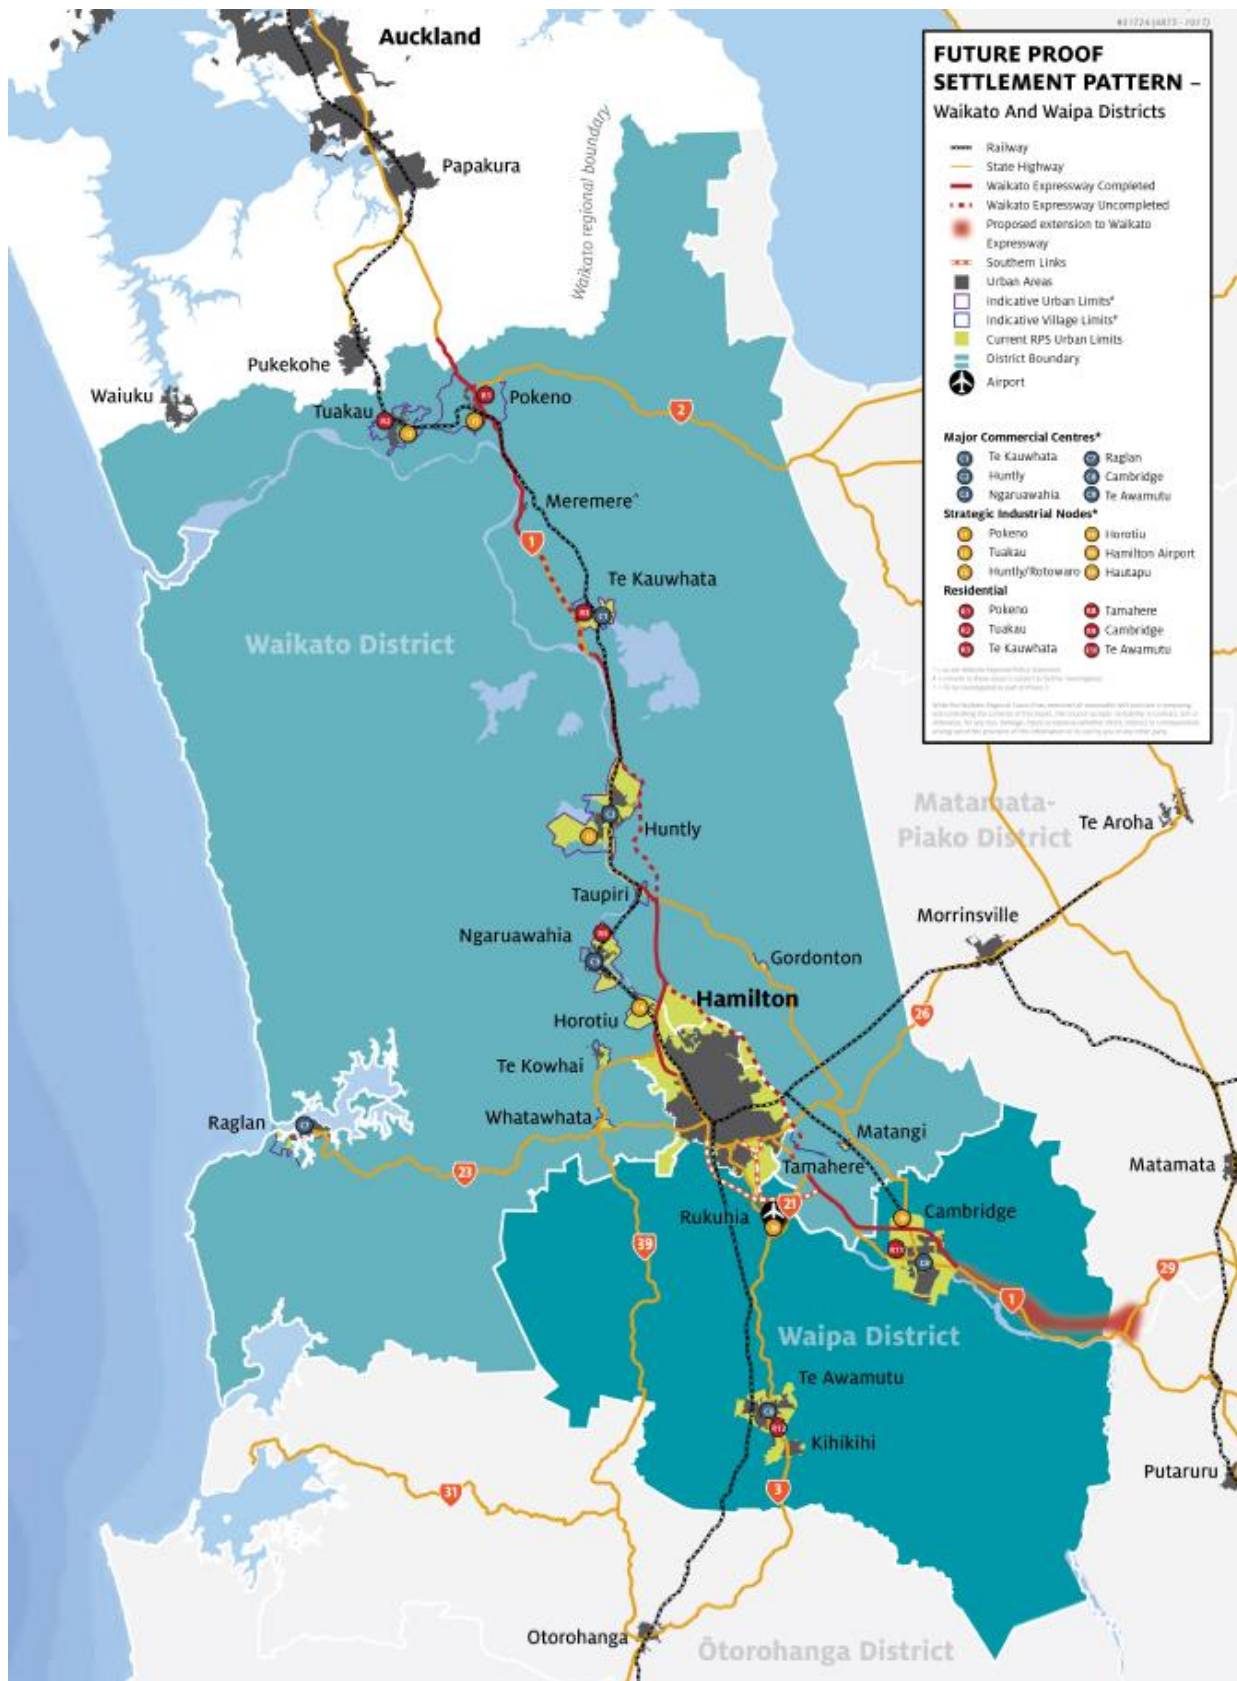 Auckland
Papakura
Waikato regional boundary
Pukekohe
Waiuku
Tuakau
Pokeno
2
Meremere^
1
Te Kauwhata
Waikato District
Huntly
Taupiri
Ngaruawahia
Gordonton
Hamilton
Horotiu
Te Kowhai
Whatawhata
Raglan
23
26
Matangi
Tamahere
21
Rukuhia
Cambridge
39
1
29
Waipa District
Te Awamutu
Kihikihi
3
31
Otorohanga
Ōtorohanga District
Matamata-
Piako District
Te Aroha
Morrinsville
Matamata
Putaruru
FUTURE PROOF
SETTLEMENT PATTERN –
Waikato And Waipa Districts
Railway
State Highway
Waikato Expressway Completed
Waikato Expressway Uncompleted
Proposed extension to Waikato
Expressway
Southern Links
Urban Areas
Indicative Urban Limits#
Indicative Village Limits#
Current RPS Urban Limits
District Boundary
Airport
Major Commercial Centres*
Te Kauwhata
Raglan
Huntly
Cambridge
Ngaruawahia
Te Awamutu
Strategic Industrial Nodes*
Pokeno
Horotiu
Tuakau
Hamilton Airport
Huntly/Rotowaro
Hautapu
Residential
R1 Pokeno
R8 Tamahere
R2 Tuakau
R9 Cambridge
R3 Te Kauwhata
R10 Te Awamutu